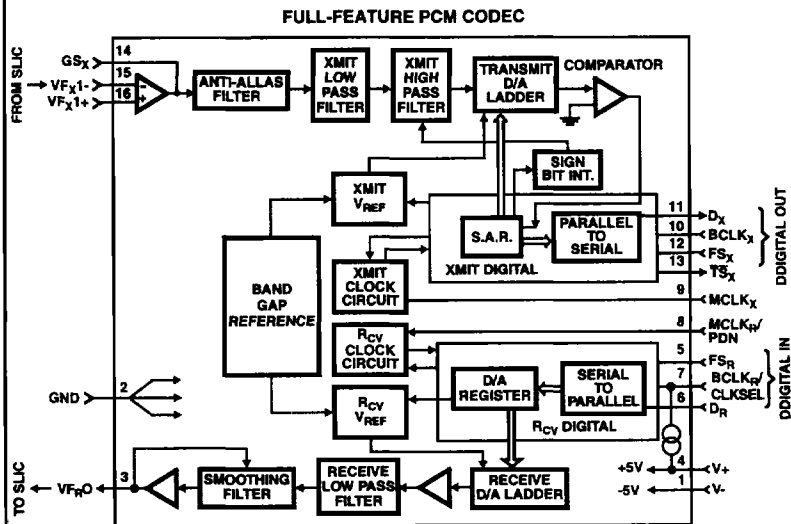 FULL-FEATURE PCM CODEC
FROM SLIC
GSX
14
VFX1-
15
VFX1+
16
-
+
ANTI-ALLAS
FILTER
XMIT
LOW
PASS
FILTER
XMIT
HIGH
PASS
FILTER
TRANSMIT
D/A
LADDER
COMPARATOR
SIGN
BIT INT.
XMIT
VREF
S.A.R.
PARALLEL
TO
SERIAL
XMIT DIGITAL
11
DX
10
BCLKX
12
FSX
13
TSX
DDIGITAL OUT
BAND
GAP
REFERENCE
XMIT
CLOCK
CIRCUIT
9
MCLKX
RCV
CLOCK
CIRCUIT
8
MCLKR/
PDN
5
FSR
7
BCLKR/
CLKSEL
6
DR
DDIGITAL IN
D/A
REGISTER
SERIAL
TO
PARALLEL
RCV DIGITAL
GND
2
RCV
VREF
+5V
4
V+
-5V
1
V-
TO SLIC
VFRO
3
SMOOTHING
FILTER
RECEIVE
LOW PASS
FILTER
RECEIVE
D/A LADDER